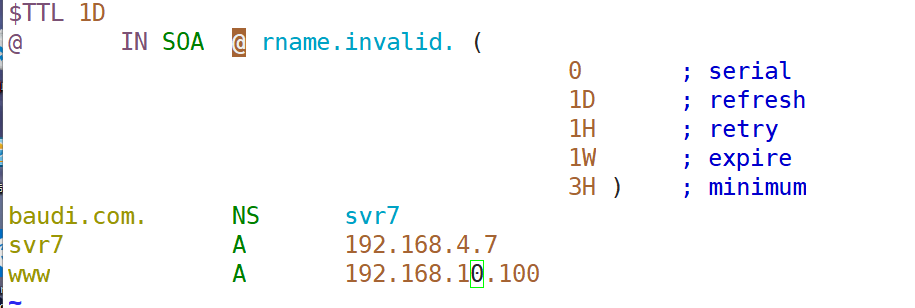 $TTL 1D
@ IN SOA @ rname.invalid. (
0 ; serial
1D ; refresh
1H ; retry
1W ; expire
3H ) ; minimum
baudi.com. NS svr7
svr7 A 192.168.4.7
www A 192.168.10.100
~